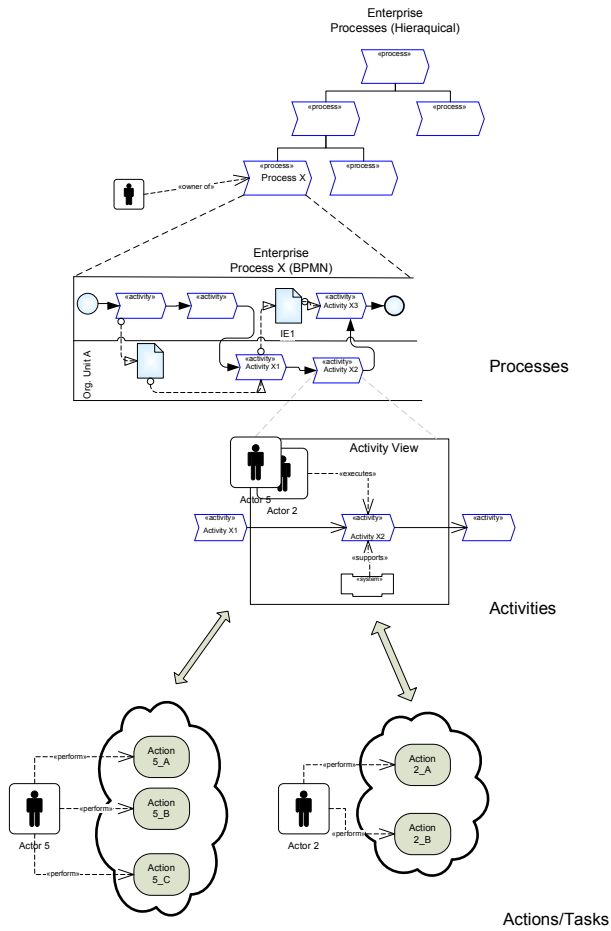 Enterprise
Processes (Hieraquical)
«process»
«process»
«process»
«process»
Process X
«process»
«owner of»
Enterprise
Process X (BPMN)
«activity»
«activity»
«activity»
Activity X3
IE1
Org. Unit A
«activity»
Activity X1
«activity»
Activity X2
Processes
Activity View
«executes»
Actor 5
Actor 2
«activity»
Activity X1
«activity»
Activity X2
«activity»
«supports»
«system»
Activities
Action
5_A
«perform»
Action
5_B
«perform»
Actor 5
Action
5_C
«perform»
Action
2_A
«perform»
Action
2_B
«perform»
Actor 2
Actions/Tasks